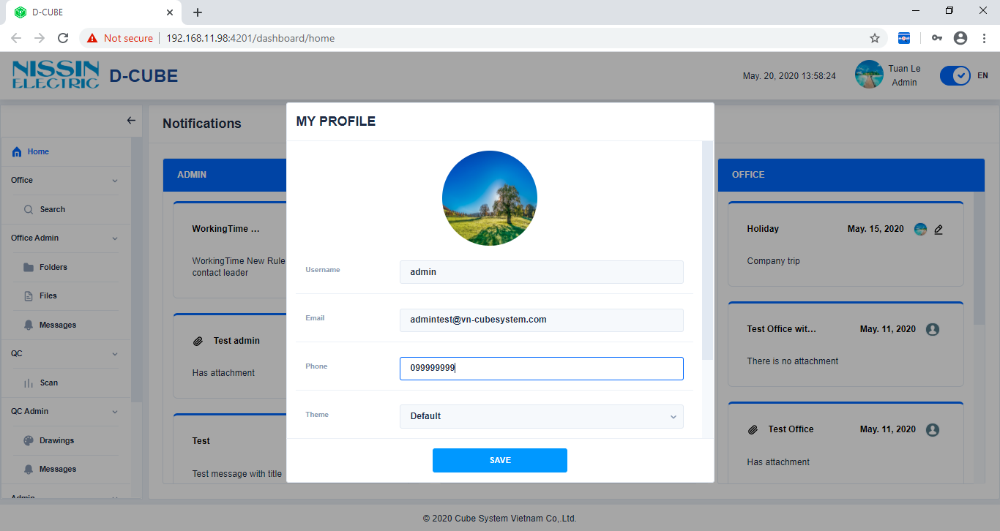 D-CUBE
Not secure
192.168.11.98:4201/dashboard/home
NISSIN
ELECTRIC
D-CUBE
May. 20, 2020 13:58:24
Tuan Le
Admin
EN
Home
Office
Search
Office Admin
Folders
Files
Messages
QC
Scan
QC Admin
Drawings
Messages
Admin
Notifications
ADMIN
WorkingTime ...
WorkingTime New Rule
contact leader
Test admin
Has attachment
Test
Test message with title
MY PROFILE
Username
admin
Email
admintest@vn-cubesystem.com
Phone
099999999
Theme
Default
SAVE
OFFICE
Holiday
May. 15, 2020
Company trip
Test Office wit...
May. 11, 2020
There is no attachment
Test Office
May. 11, 2020
Has attachment
© 2020 Cube System Vietnam Co,.Ltd.